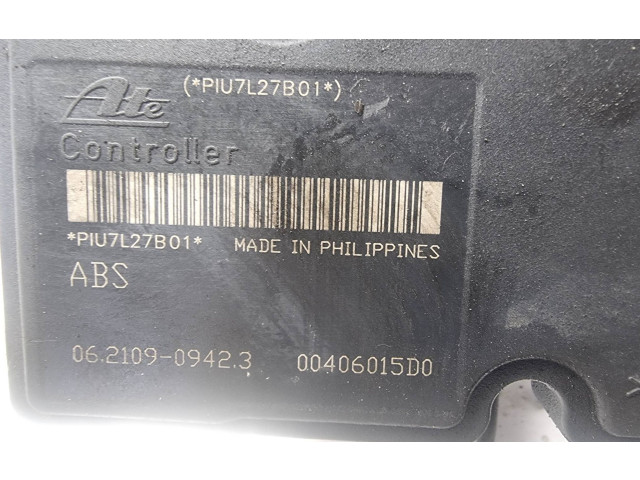 (*PIU7L27B01*)
Ate
Controller
*PIU7L27B01* MADE IN PHILIPPINES
ABS
06.2109-0942.3 00406015D0